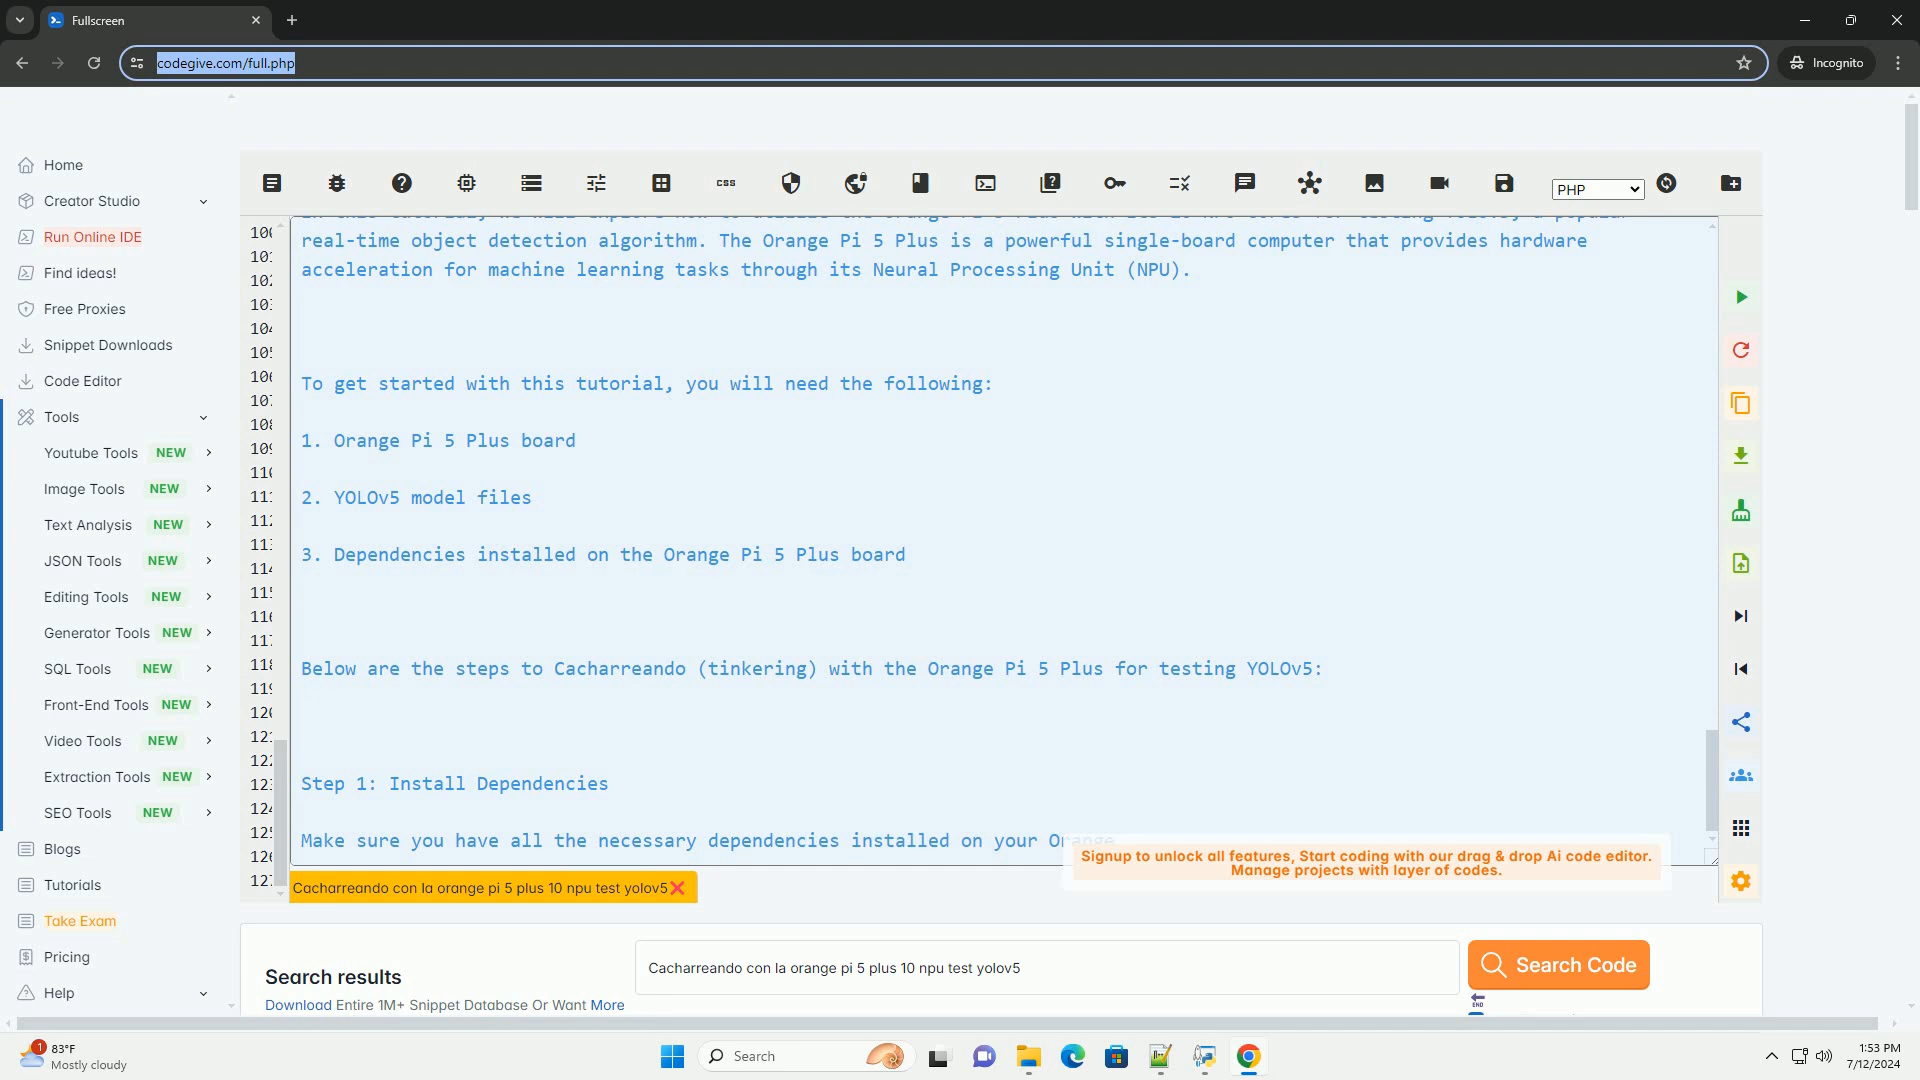 Fullscreen
codegive.com/full.php
Incognito
Home
Creator Studio
Run Online IDE
Find ideas!
Free Proxies
Snippet Downloads
Code Editor
Tools
Youtube Tools NEW
Image Tools NEW
Text Analysis NEW
JSON Tools NEW
Editing Tools NEW
Generator Tools NEW
SQL Tools NEW
Front-End Tools NEW
Video Tools NEW
Extraction Tools NEW
SEO Tools NEW
Blogs
Tutorials
Take Exam
Pricing
Help
css
PHP
real-time object detection algorithm. The Orange Pi 5 Plus is a powerful single-board computer that provides hardware
acceleration for machine learning tasks through its Neural Processing Unit (NPU).
To get started with this tutorial, you will need the following:
1. Orange Pi 5 Plus board
2. YOLOv5 model files
3. Dependencies installed on the Orange Pi 5 Plus board
Below are the steps to Cacharreando (tinkering) with the Orange Pi 5 Plus for testing YOLOv5:
Step 1: Install Dependencies
Make sure you have all the necessary dependencies installed on your Orange
Signup to unlock all features, Start coding with our drag & drop Ai code editor.
Manage projects with layer of codes.
Cacharreando con la orange pi 5 plus 10 npu test yolov5
Search results
Download Entire 1M+ Snippet Database Or Want More
Cacharreando con la orange pi 5 plus 10 npu test yolov5
Search Code
END
1
83°F
Mostly cloudy
Search
1:53 PM
7/12/2024